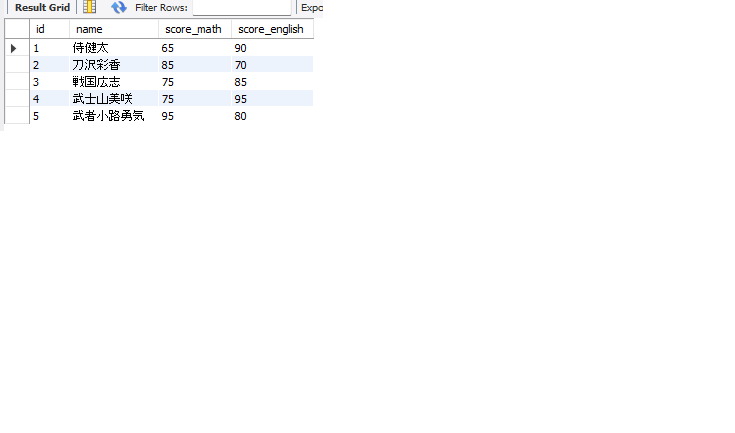 Result Grid Filter Rows: Expo
id name score_math score_english
1 侍健太 65 90
2 刀沢彩香 85 70
3 戦国広志 75 85
4 武士山美咲 75 95
5 武者小路勇気 95 80